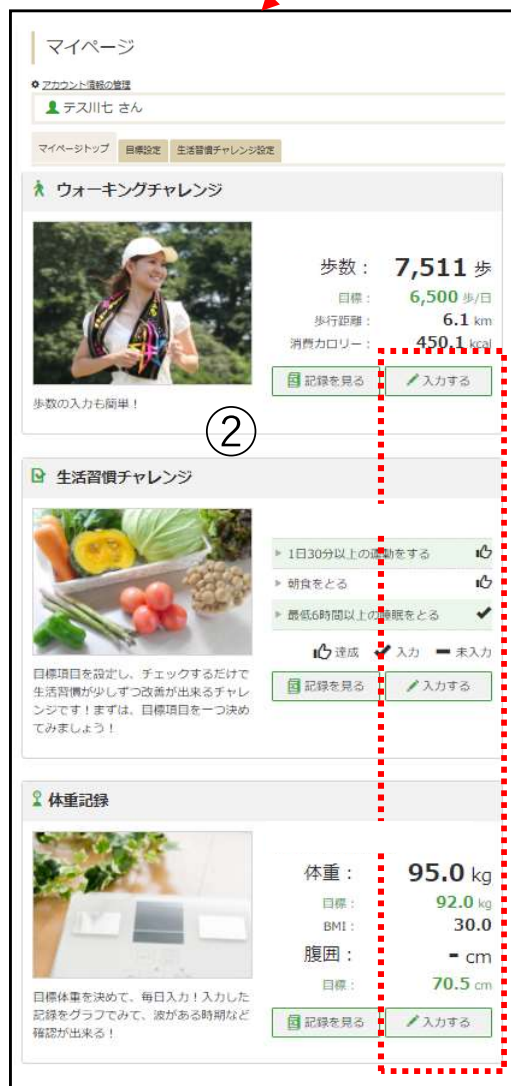 マイページ
アカウント情報の管理
テス川七 さん
マイページトップ 目標設定 生活習慣チャレンジ設定
ウォーキングチャレンジ
歩数： 7,511 歩
目標： 6,500 歩/日
歩行距離： 6.1 km
消費カロリー： 450.1 kcal
記録を見る 入力する
歩数の入力も簡単！
②
生活習慣チャレンジ
1日30分以上の運動をする
朝食をとる
最低6時間以上の睡眠をとる
達成 入力 未入力
目標項目を設定し、チェックするだけで
生活習慣が少しずつ改善が出来るチャレ
ンジです！まずは、目標項目を一つ決め
てみましょう！
記録を見る 入力する
体重記録
体重： 95.0 kg
目標： 92.0 kg
BMI： 30.0
腹囲： - cm
目標： 70.5 cm
目標体重を決めて、毎日入力！入力した
記録をグラフでみて、波がある時期など
確認が出来る！
記録を見る 入力する